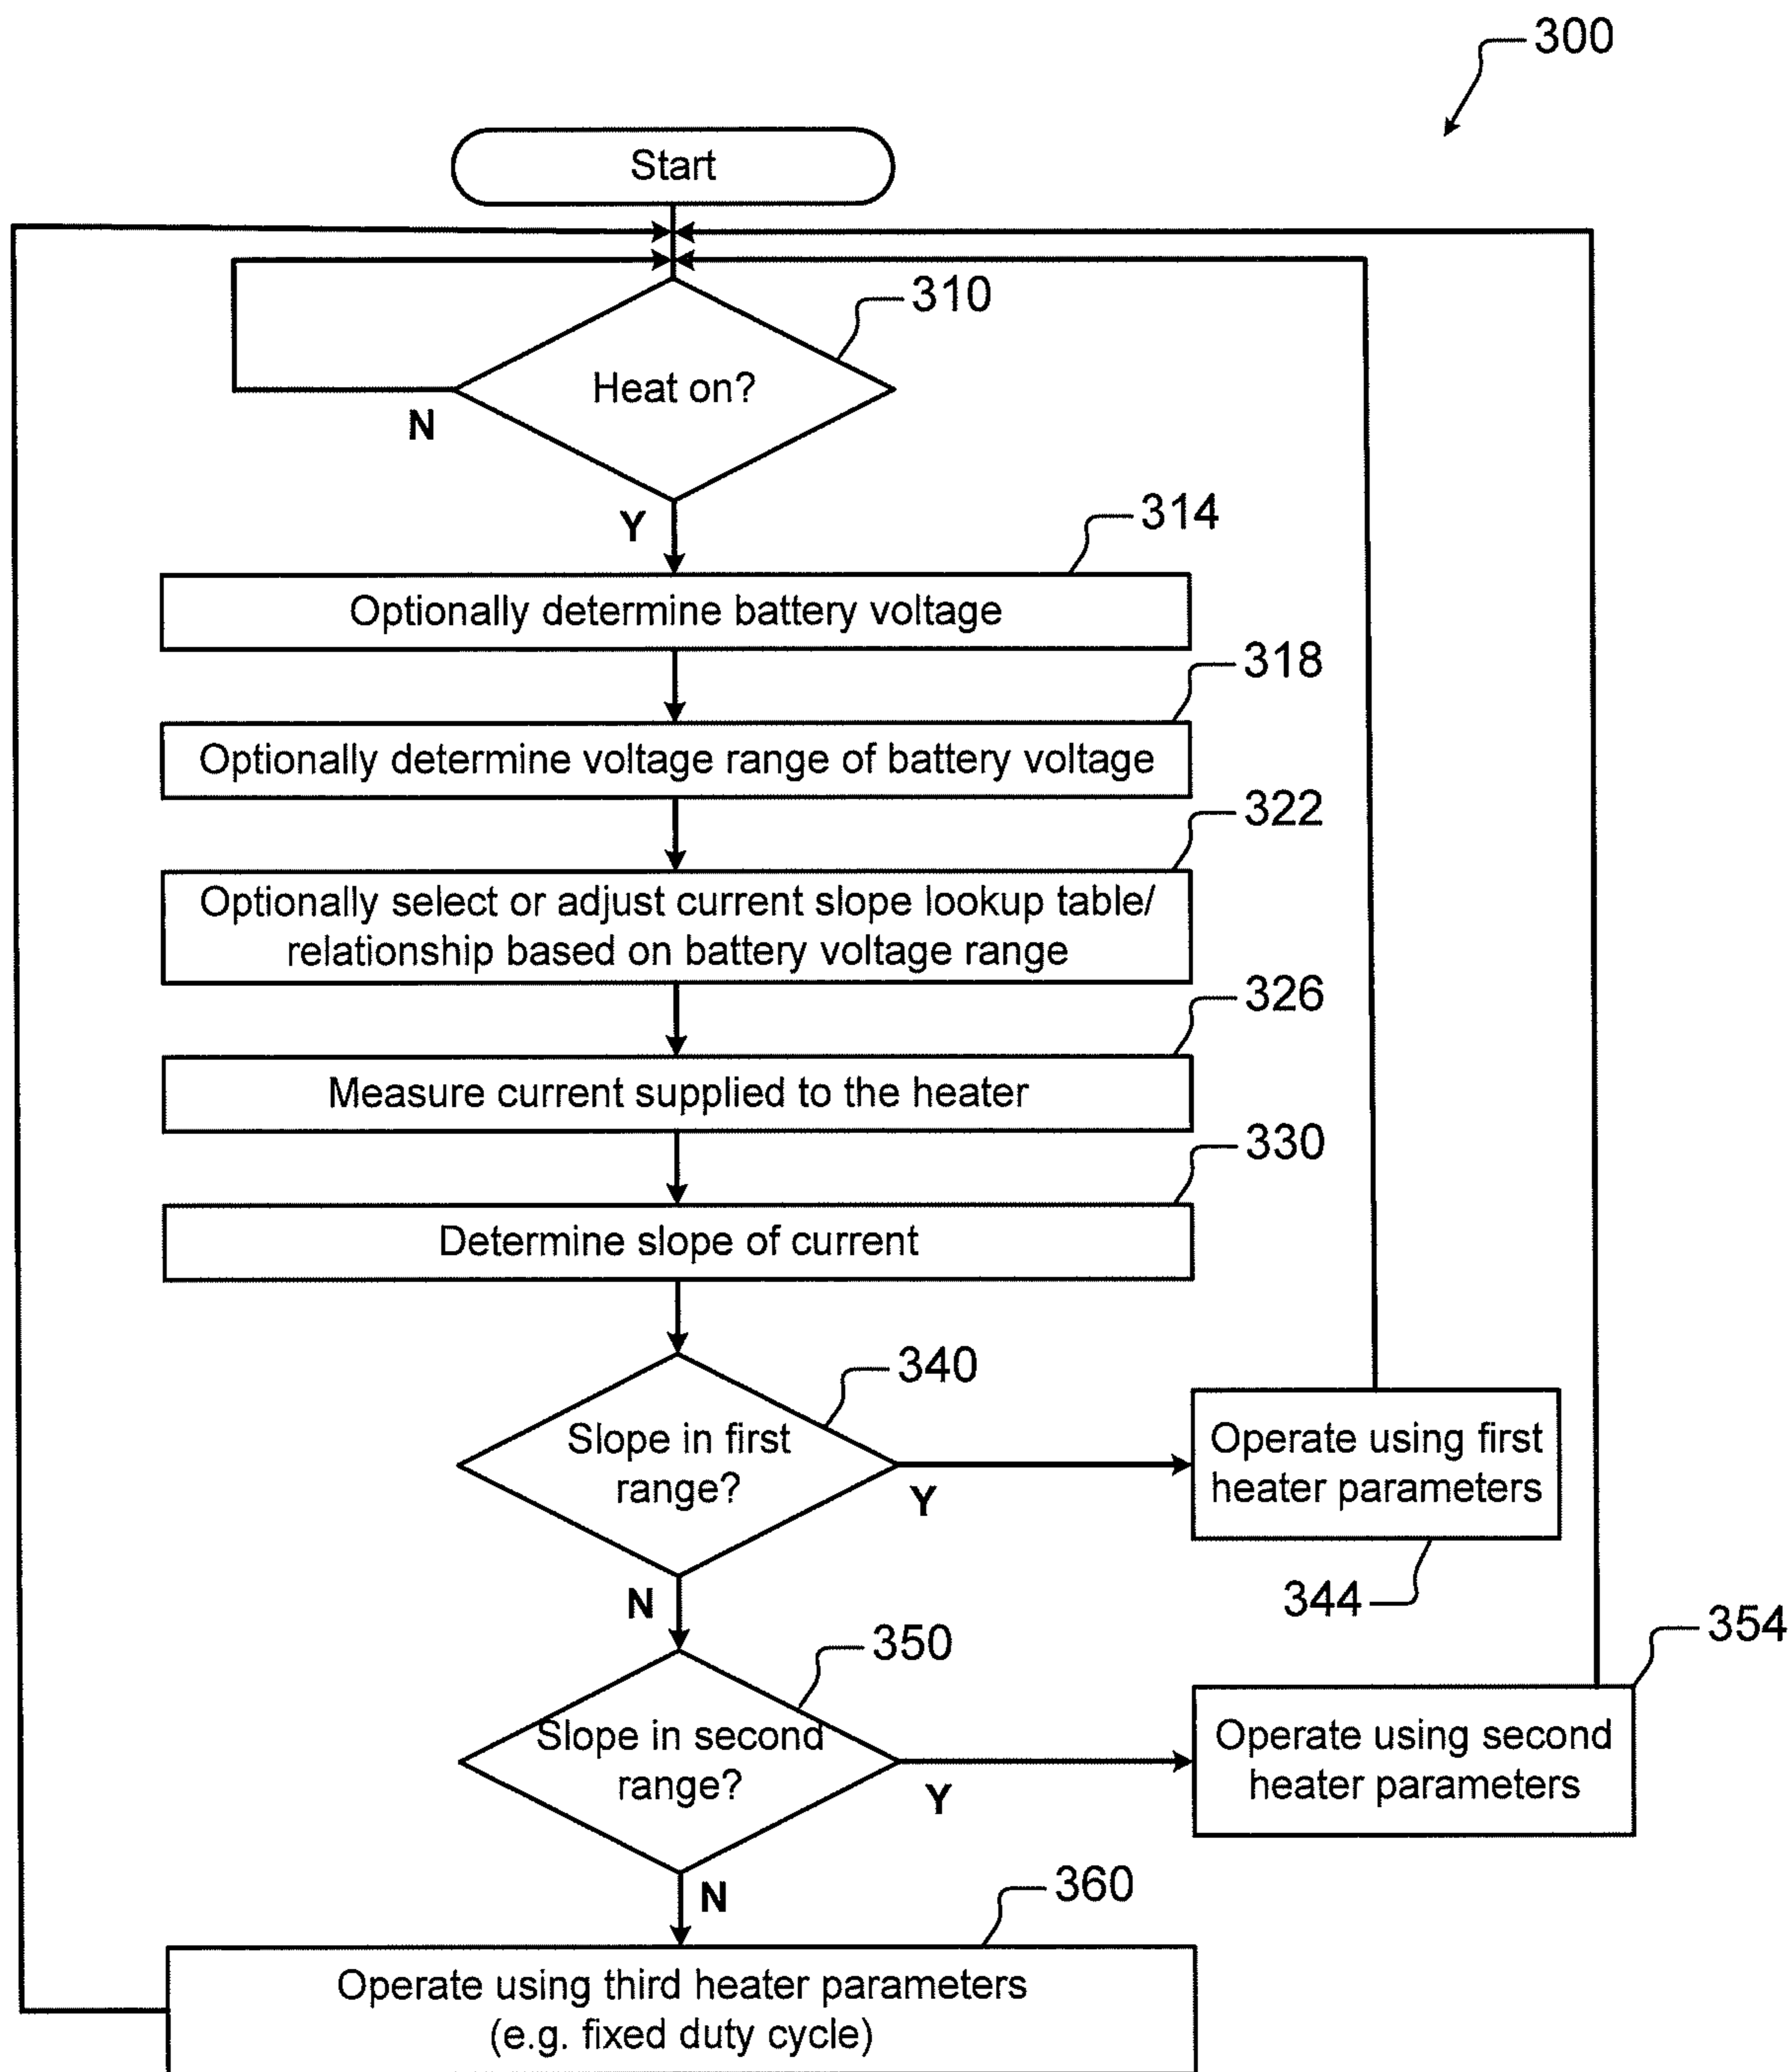 300
Start
310
Heat on?
N
Y
314
Optionally determine battery voltage
318
Optionally determine voltage range of battery voltage
322
Optionally select or adjust current slope lookup table/
relationship based on battery voltage range
326
Measure current supplied to the heater
330
Determine slope of current
340
Slope in first
range?
Y
Operate using first
heater parameters
344
N
350
354
Slope in second
range?
Y
Operate using second
heater parameters
N
360
Operate using third heater parameters
(e.g. fixed duty cycle)